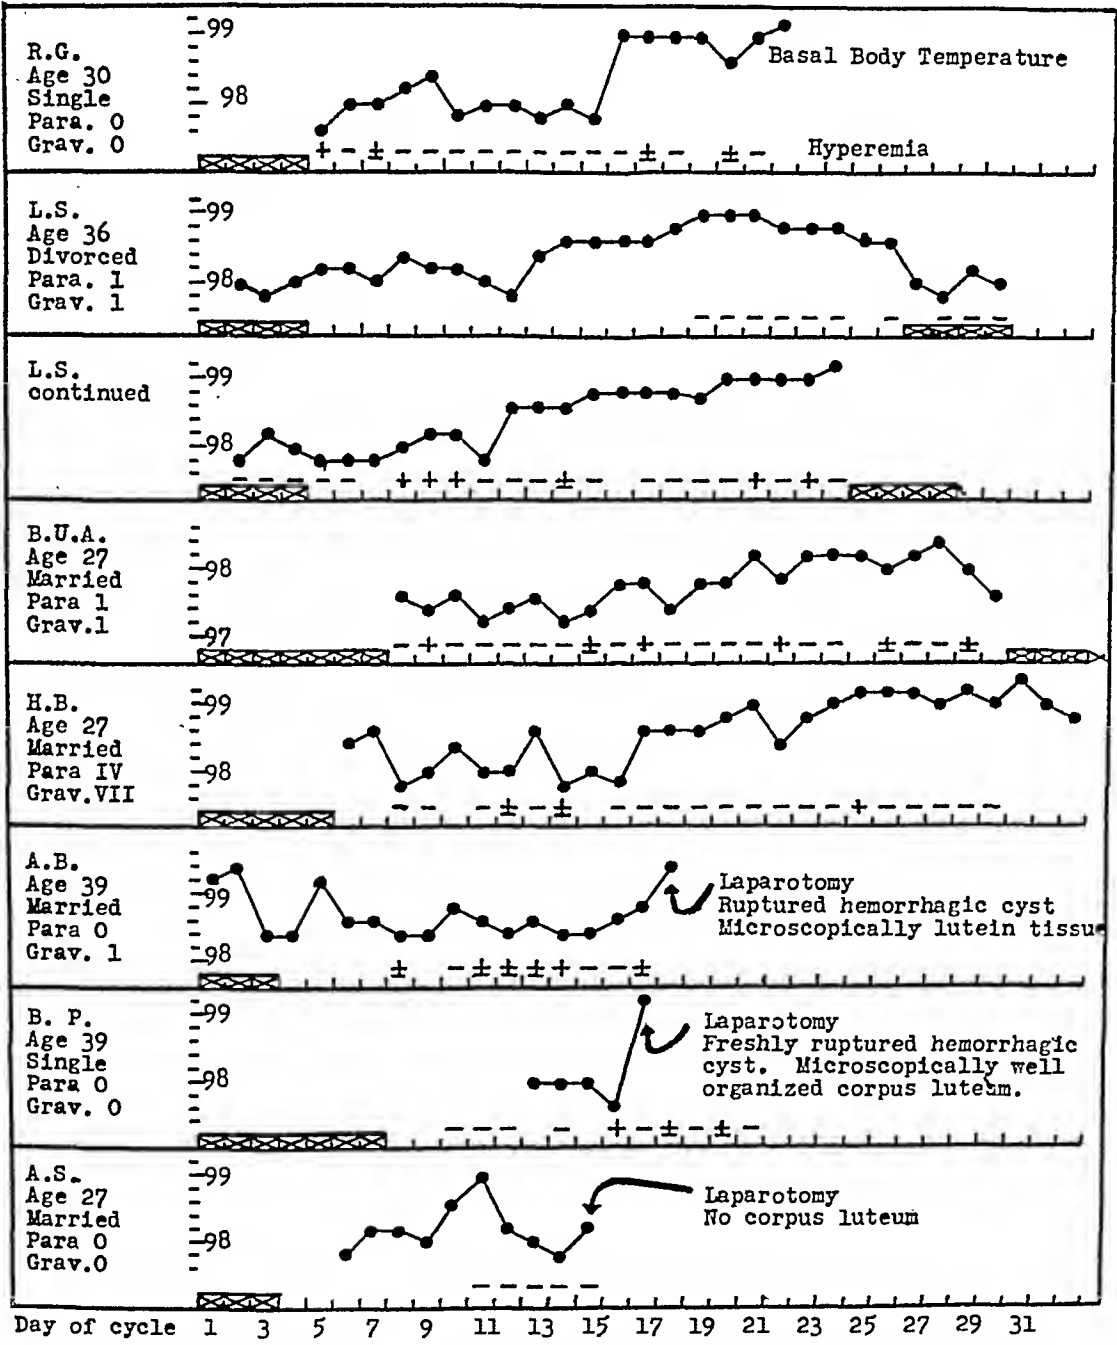 99
R.G.
Age 30
Single
Para. 0
Grav. 0
98
Basal Body Temperature
+ - ± - - - - - - - - - ± - ± -
Hyperemia
L.S.
Age 36
Divorced
Para. 1
Grav. 1
99
98
- - - - - - - - - -
L.S.
continued
99
98
- - - - - + + + - - - ± - - - - - + - + -
B.U.A.
Age 27
Married
Para 1
Grav.1
98
97
- + - - - - - ± - + - - - - + - - ± - - ±
H.B.
Age 27
Married
Para IV
Grav.VII
99
98
- - - ± - ± - - - - - - - - - + - - - - -
A.B.
Age 39
Married
Para 0
Grav. 1
99
98
Laparotomy
Ruptured hemorrhagic cyst
Microscopically lutein tissue
± - ± ± ± + - - ±
B. P.
Age 39
Single
Para 0
Grav. 0
99
98
Laparotomy
Freshly ruptured hemorrhagic
cyst. Microscopically well
organized corpus luteum.
- - - - + - ± - ± -
A.S.
Age 27
Married
Para 0
Grav.0
99
98
Laparotomy
No corpus luteum
- - - - -
Day of cycle 1 3 5 7 9 11 13 15 17 19 21 23 25 27 29 31